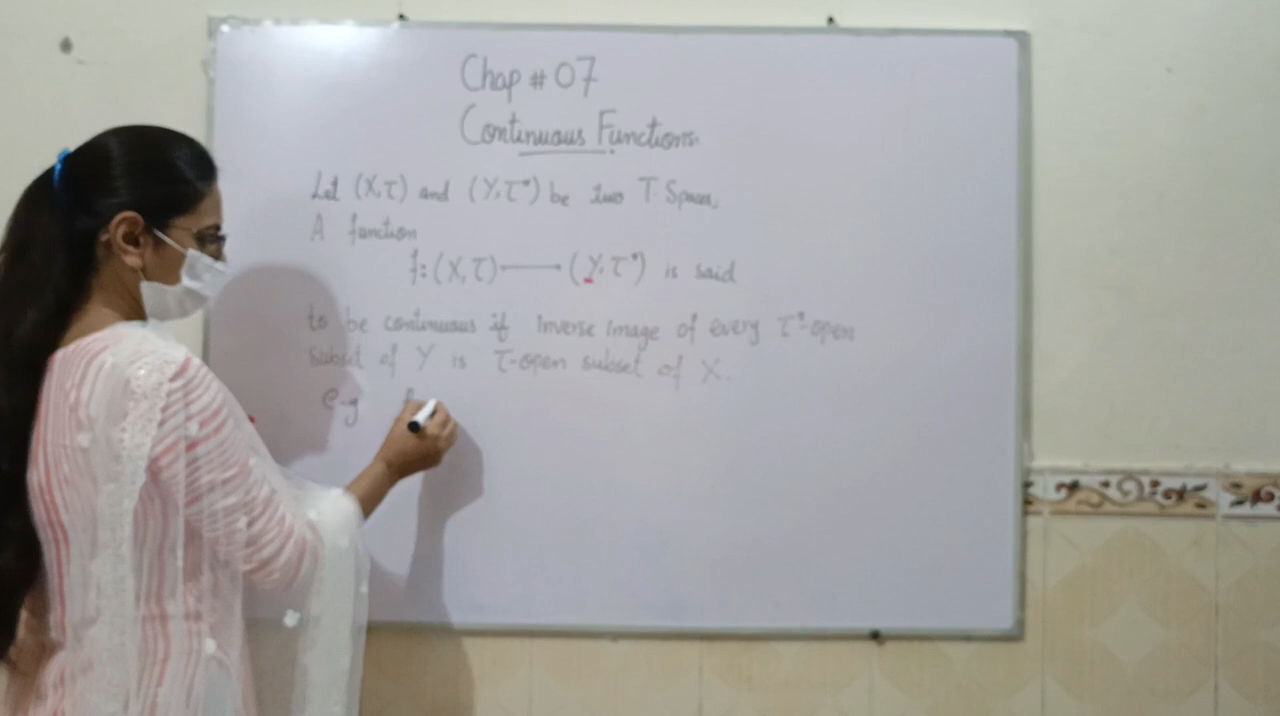 Chap # 07
Continuous Functions.
Let (X,τ) and (Y,τ*) be two T Spaces,
A function
f:(X,τ)——(Y,τ*) is said
to be continuous if inverse image of every τ*-open
subset of Y is τ-open subset of X.
e-g